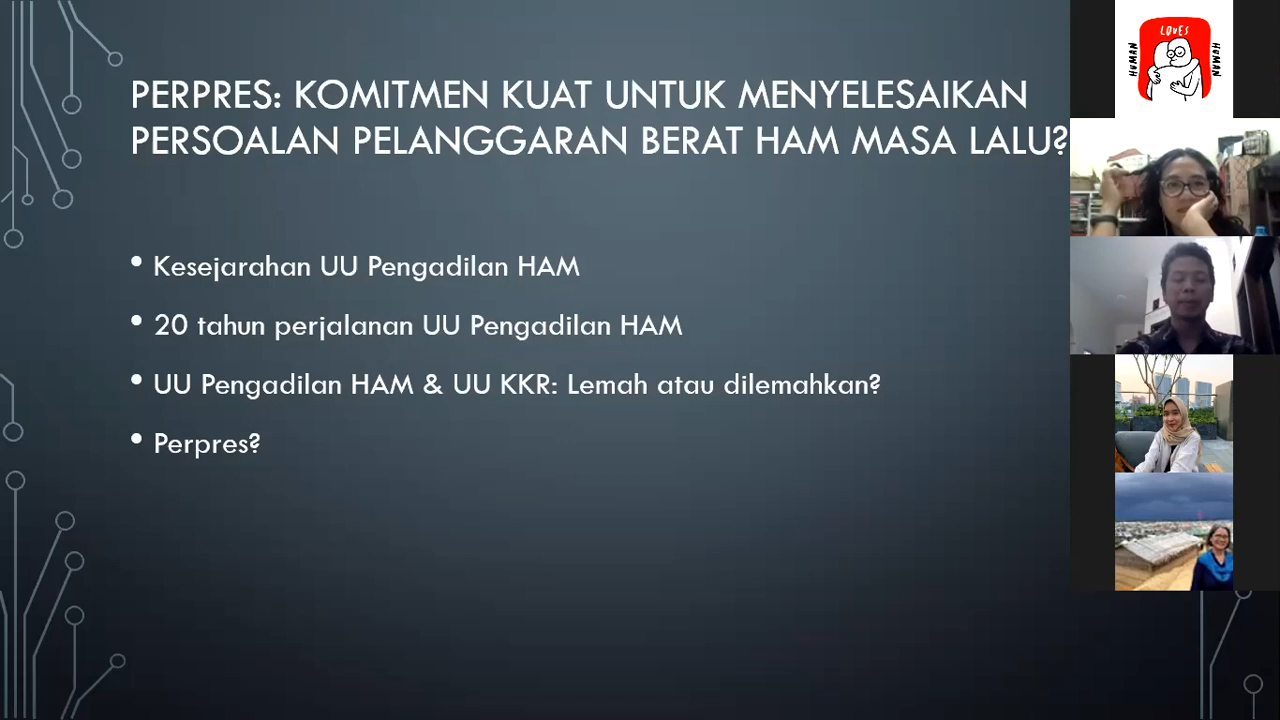 PERPRES: KOMITMEN KUAT UNTUK MENYELESAIKAN
PERSOALAN PELANGGARAN BERAT HAM MASA LALU?
• Kesejarahan UU Pengadilan HAM
• 20 tahun perjalanan UU Pengadilan HAM
• UU Pengadilan HAM & UU KKR: Lemah atau dilemahkan?
• Perpres?
HUMAN
LOVES
HUMAN